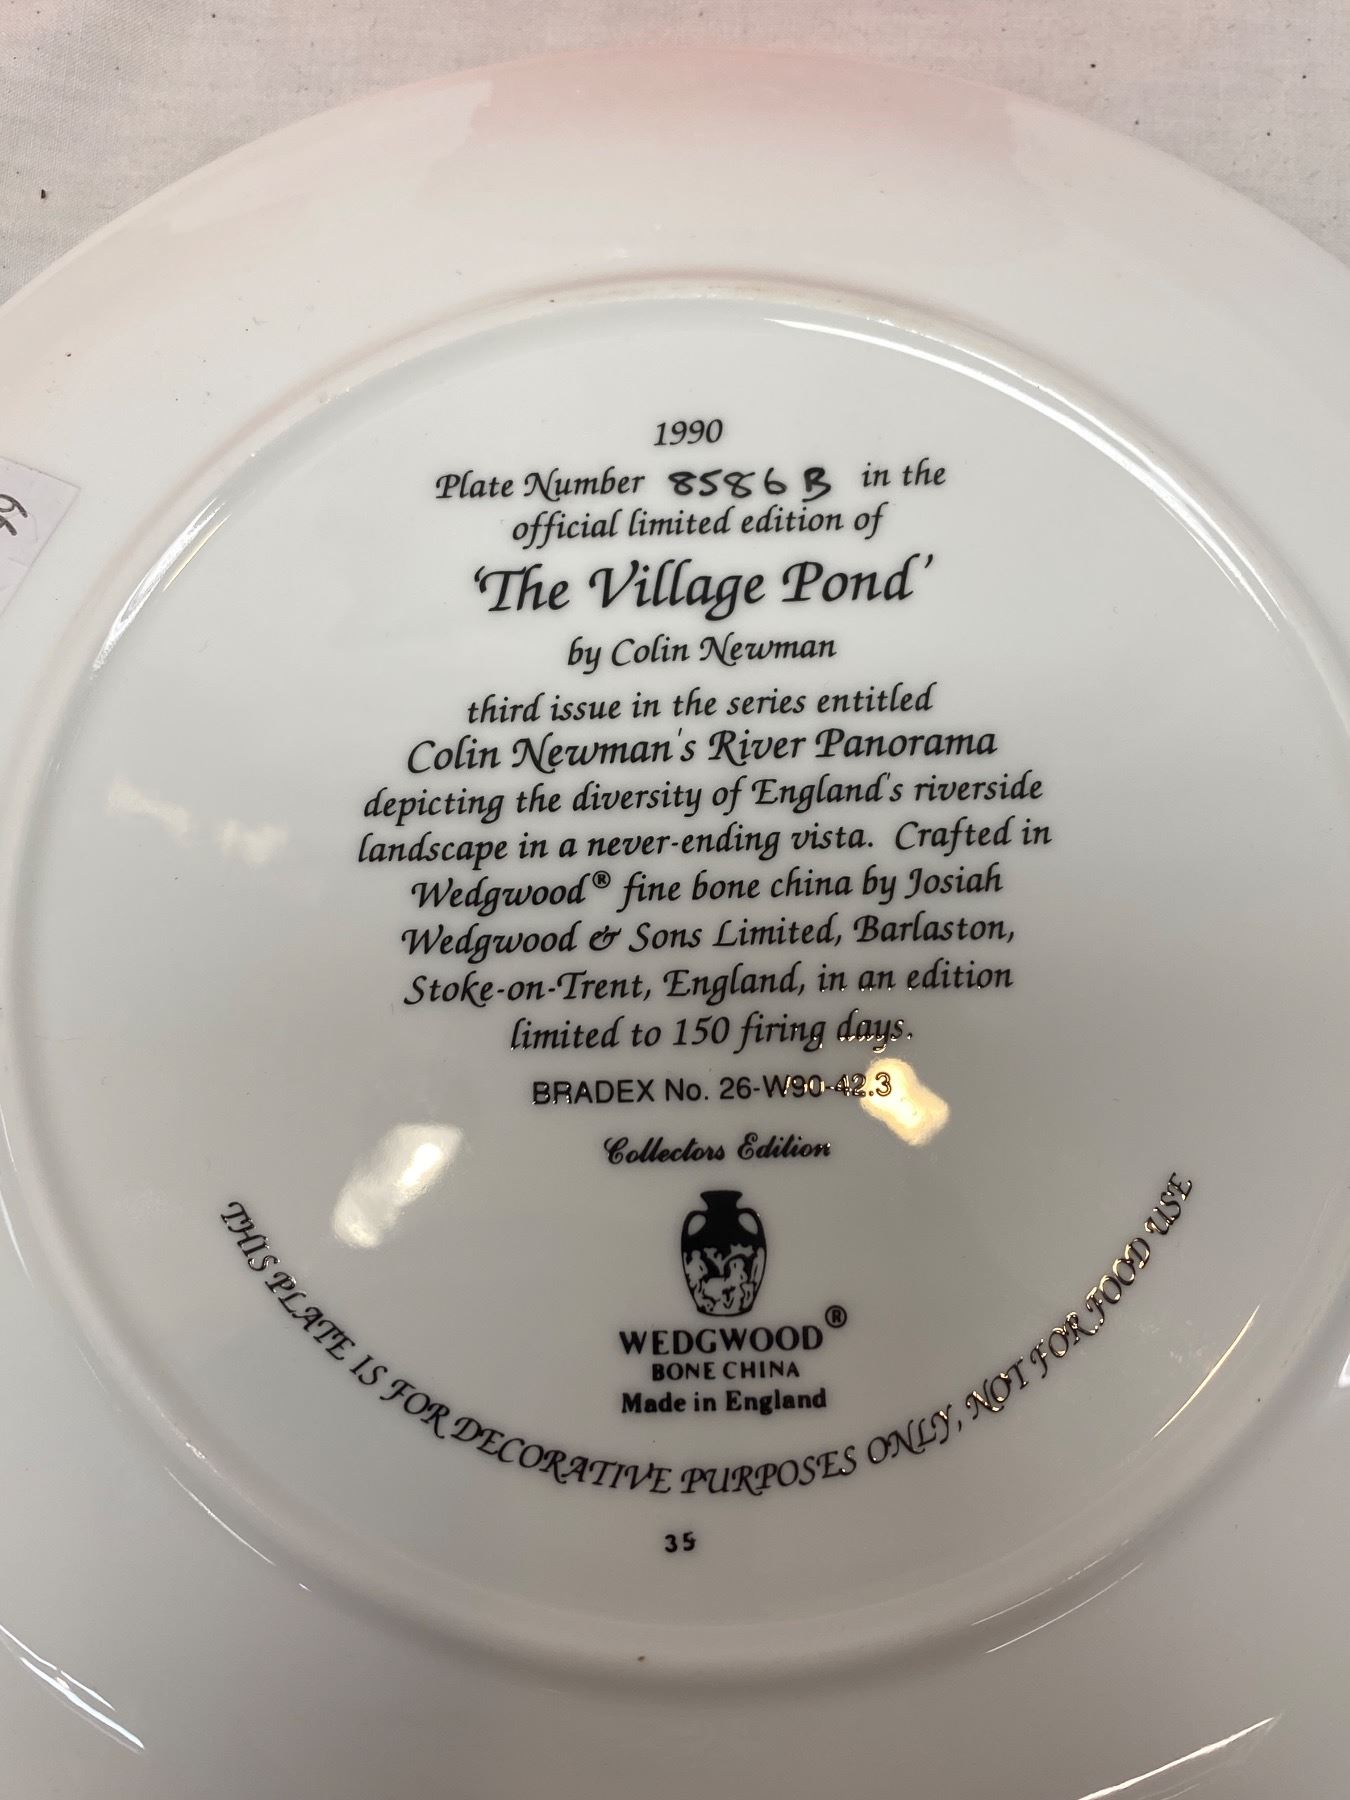 1990
Plate Number 8586 B in the
official limited edition of
'The Village Pond'
by Colin Newman
third issue in the series entitled
Colin Newman's River Panorama
depicting the diversity of England's riverside
landscape in a never-ending vista. Crafted in
Wedgwood® fine bone china by Josiah
Wedgwood & Sons Limited, Barlaston,
Stoke-on-Trent, England, in an edition
limited to 150 firing days.
BRADEX No. 26-W90-42.3
Collectors Edition
WEDGWOOD®
BONE CHINA
Made in England
THIS PLATE IS FOR DECORATIVE PURPOSES ONLY, NOT FOR FOOD USE
35